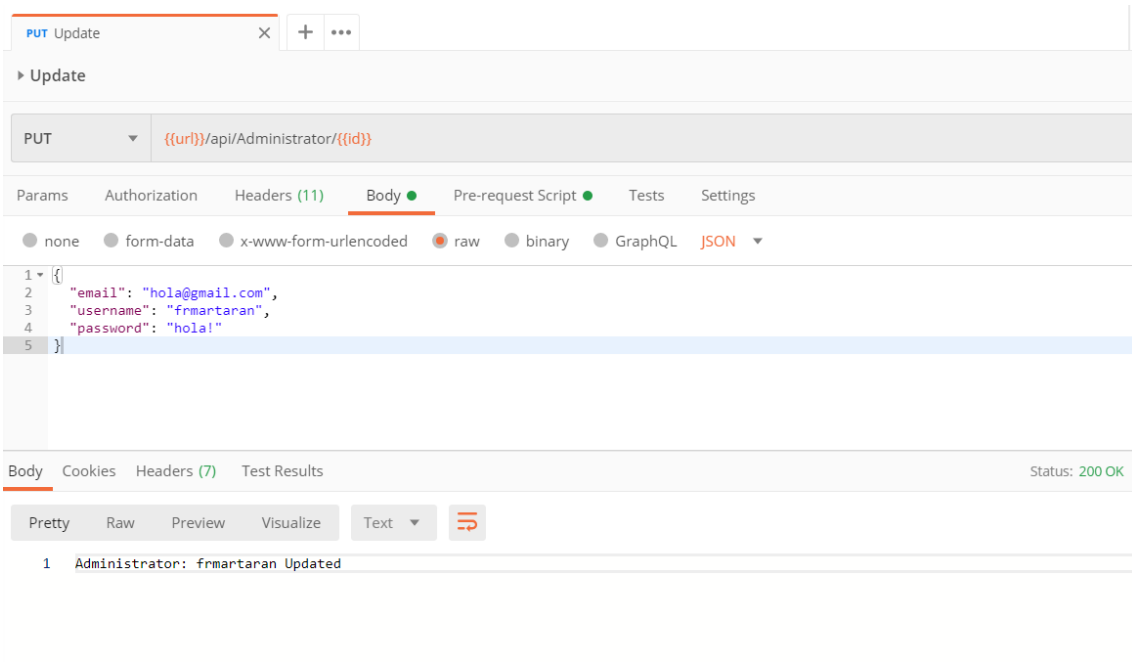 PUT Update
Update
PUT {{url}}/api/Administrator/{{id}}
Params Authorization Headers (11) Body Pre-request Script Tests Settings
none form-data x-www-form-urlencoded raw binary GraphQL JSON
1 {
2 "email": "hola@gmail.com",
3 "username": "frmartaran",
4 "password": "hola!"
5 }
Body Cookies Headers (7) Test Results Status: 200 OK
Pretty Raw Preview Visualize Text
1 Administrator: frmartaran Updated